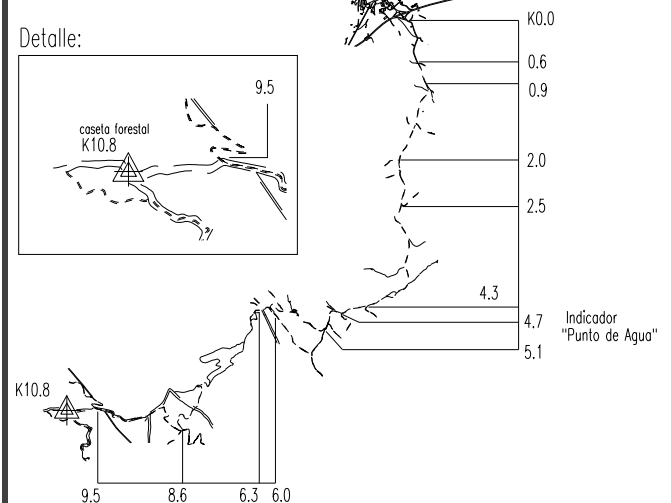 Detalle:
9.5
caseta forestal
K10.8
K0.0
0.6
0.9
2.0
2.5
4.3
4.7
Indicador
"Punto de Agua"
5.1
K10.8
9.5
8.6
6.3
6.0